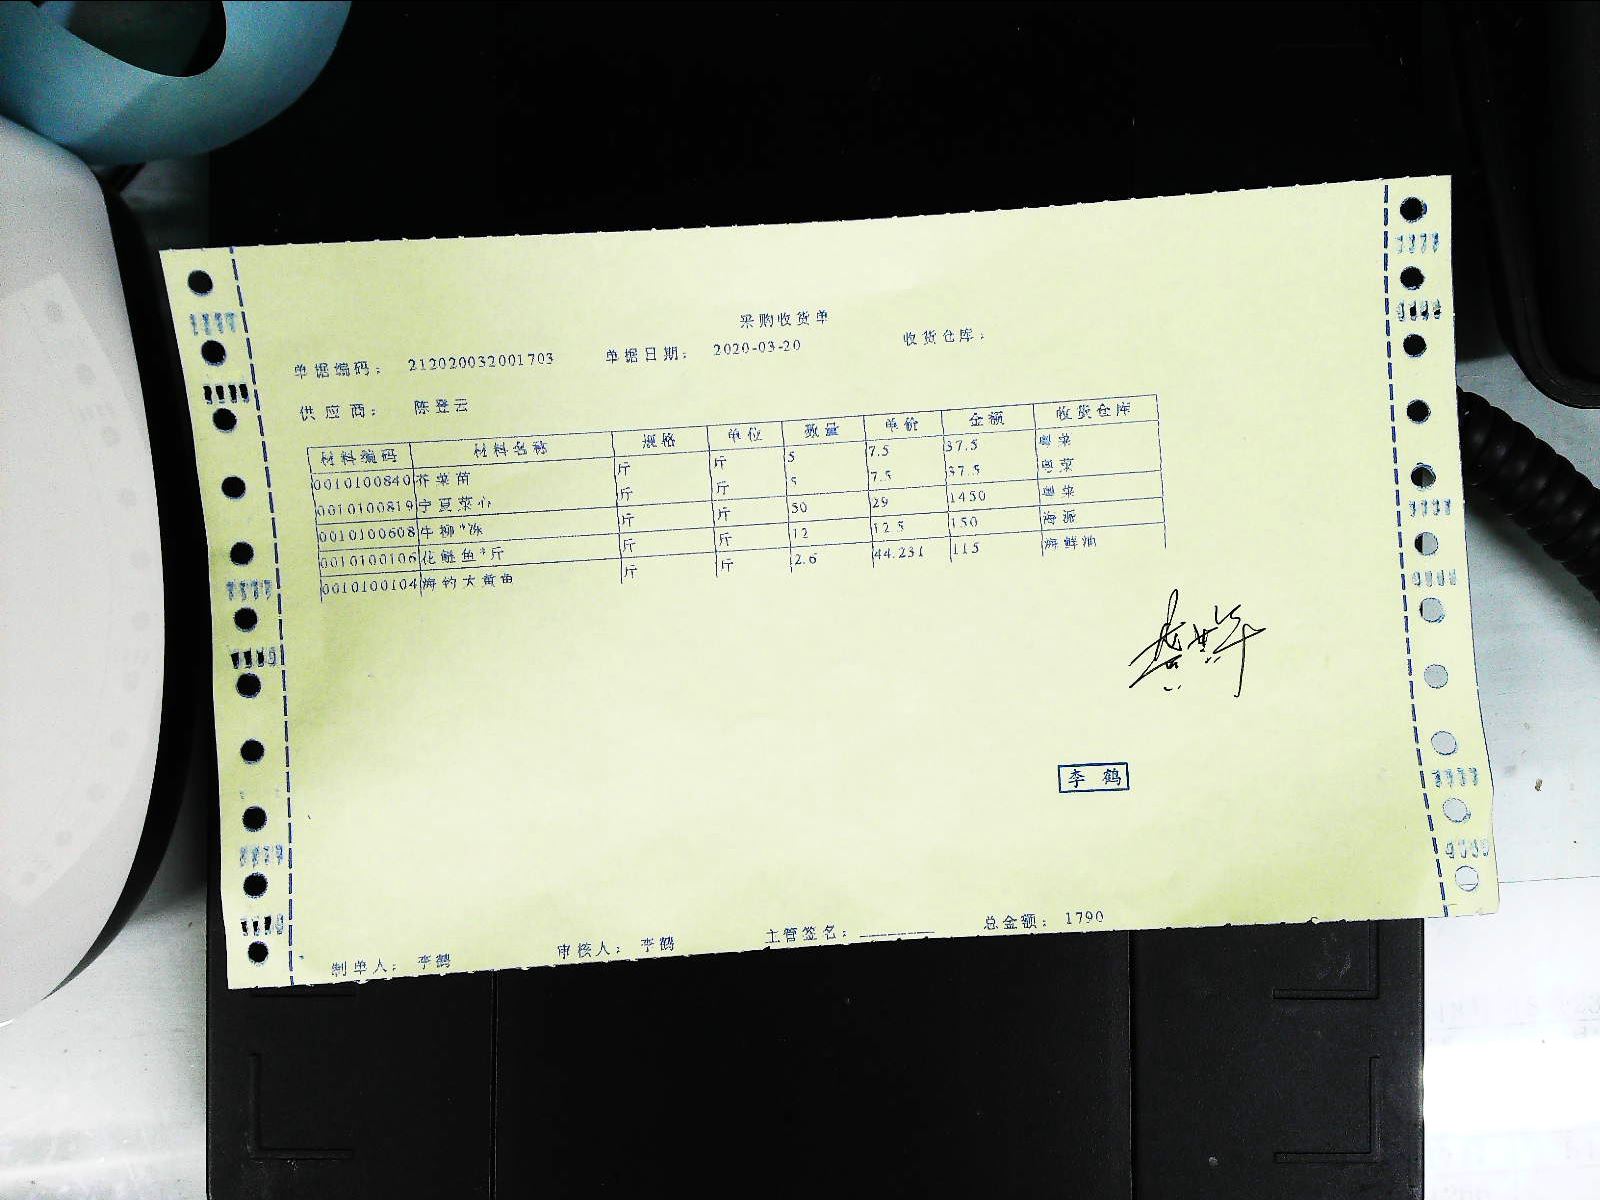 采购收货单
单据编码： 212020032001703 单据日期： 2020-03-20 收货仓库：
供应商： 陈登云
材料编码 材料名称 规格 单位 数量 单价 金额 收货仓库
0010100840 芥菜苗 斤 斤 5 7.5 37.5 粤菜
0010100819 宁夏菜心 斤 斤 5 7.5 37.5 粤菜
0010100608 牛柳*冻 斤 斤 50 29 1450 粤菜
0010100106 花鲢鱼*斤 斤 斤 12 12.5 150 海派
0010100104 海钓大黄鱼 斤 斤 2.6 44.231 115 海鲜池
李鹤
制单人： 李鹤 审核人： 李鹤 主管签名： 总金额： 1790